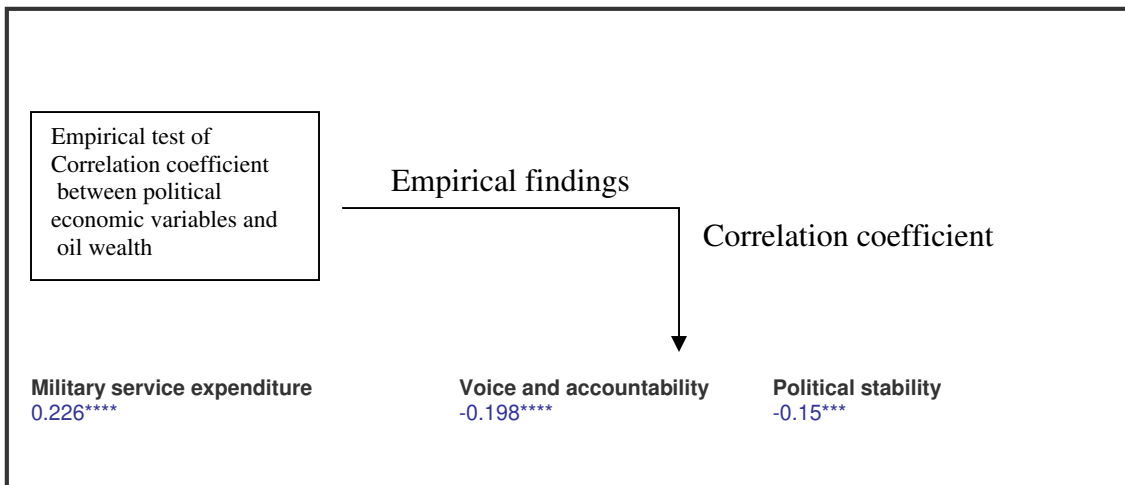 Empirical test of
Correlation coefficient
between political
economic variables and
oil wealth
Empirical findings
Correlation coefficient
Military service expenditure
0.226****
Voice and accountability
-0.198****
Political stability
-0.15***